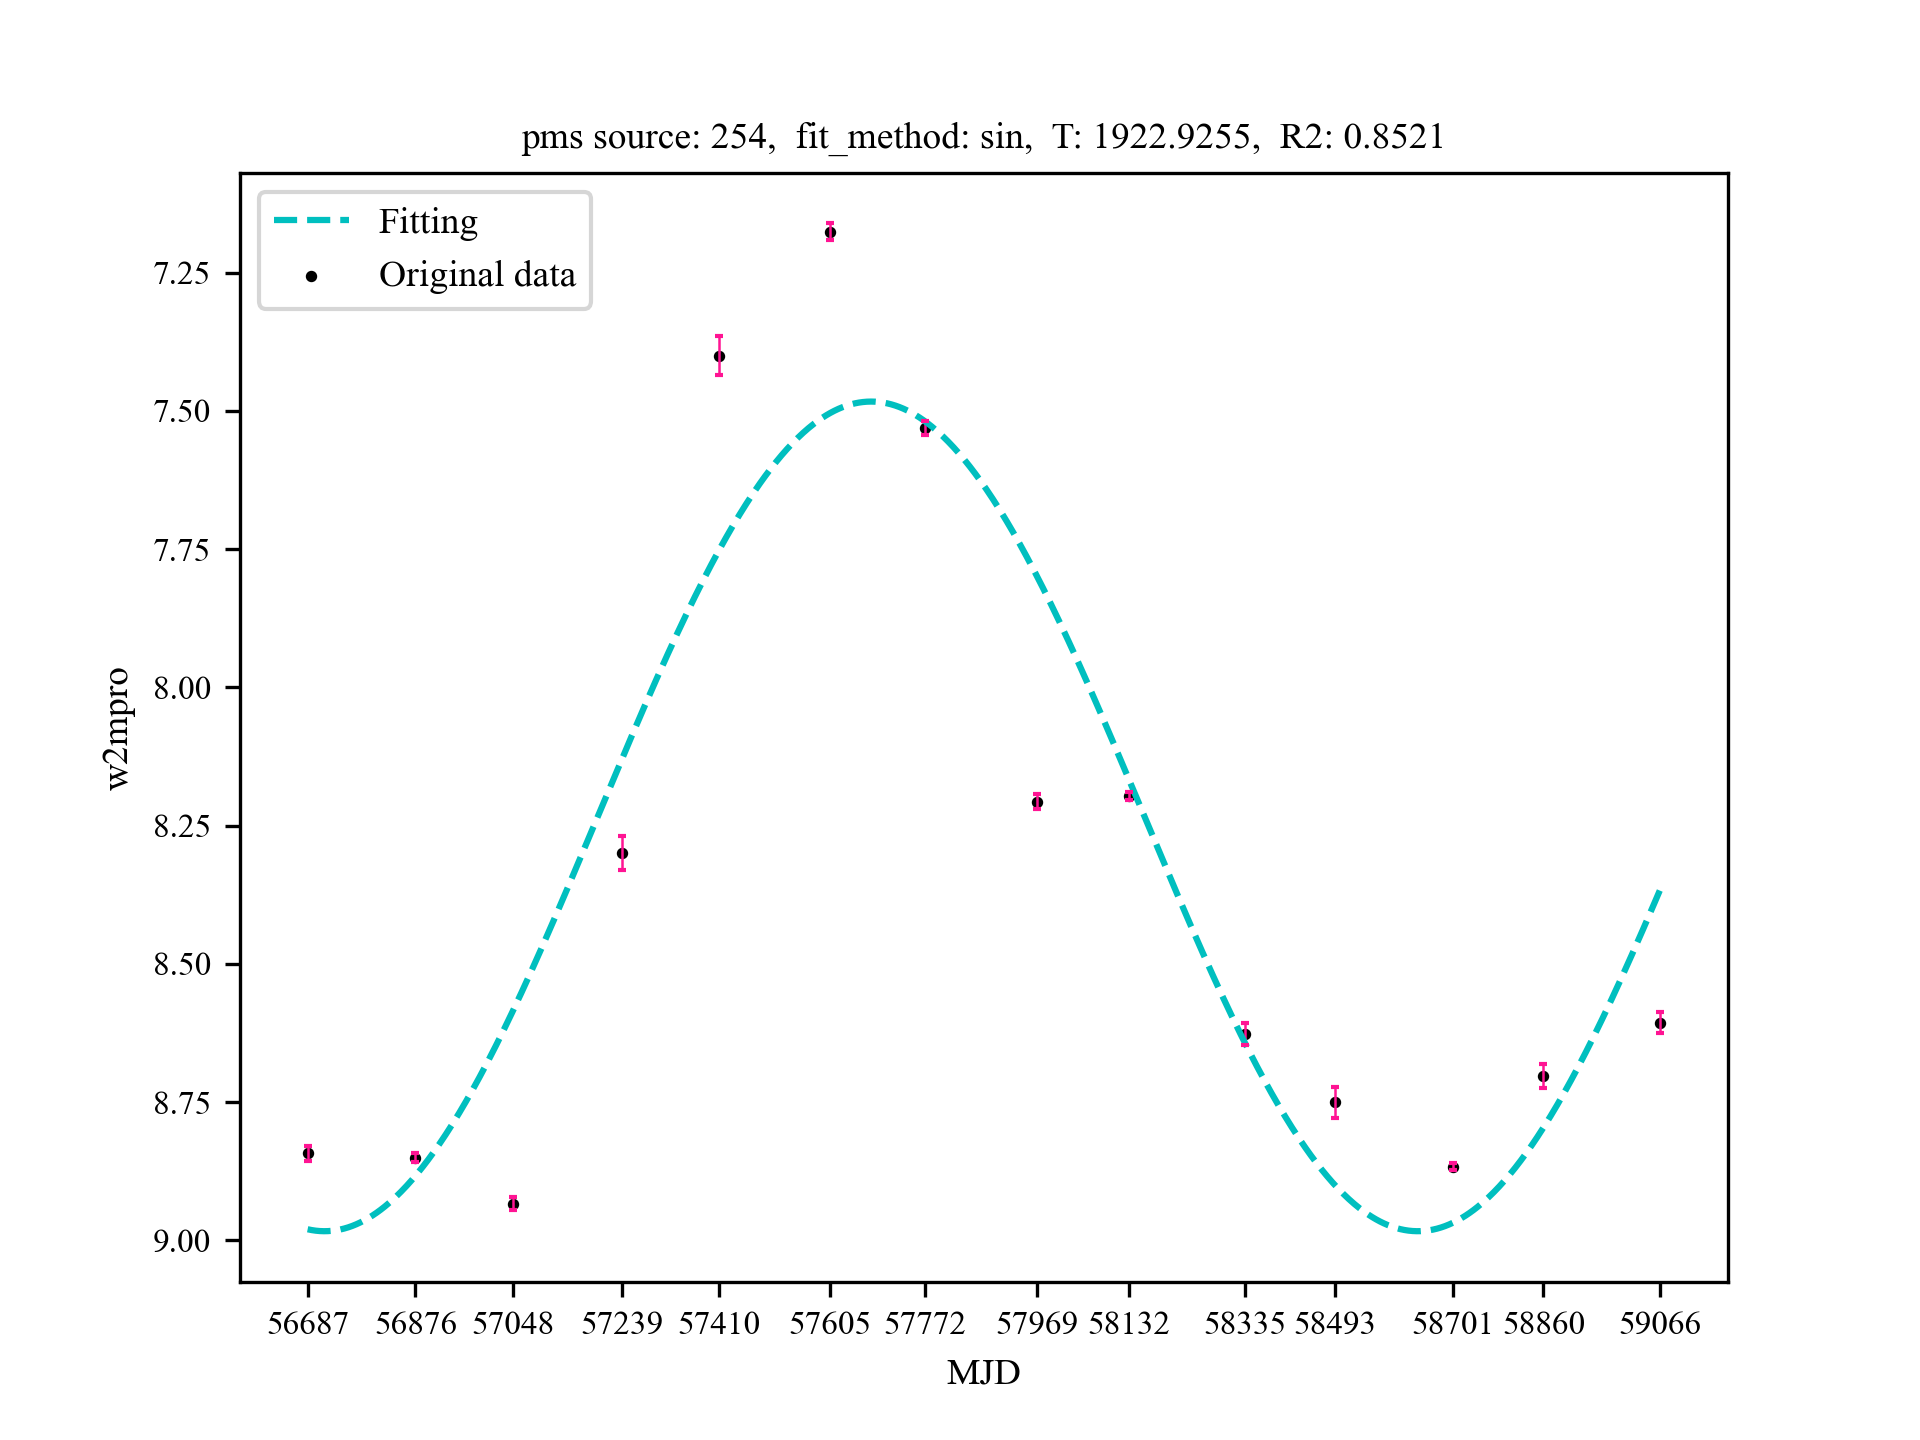 pms source: 254,  fit_method: sin,  T: 1922.9255,  R2: 0.8521
Fitting
Original data
7.25
7.50
7.75
8.00
8.25
8.50
8.75
9.00
w2mpro
56687 56876 57048 57239 57410 57605 57772 57969 58132 58335 58493 58701 58860 59066
MJD